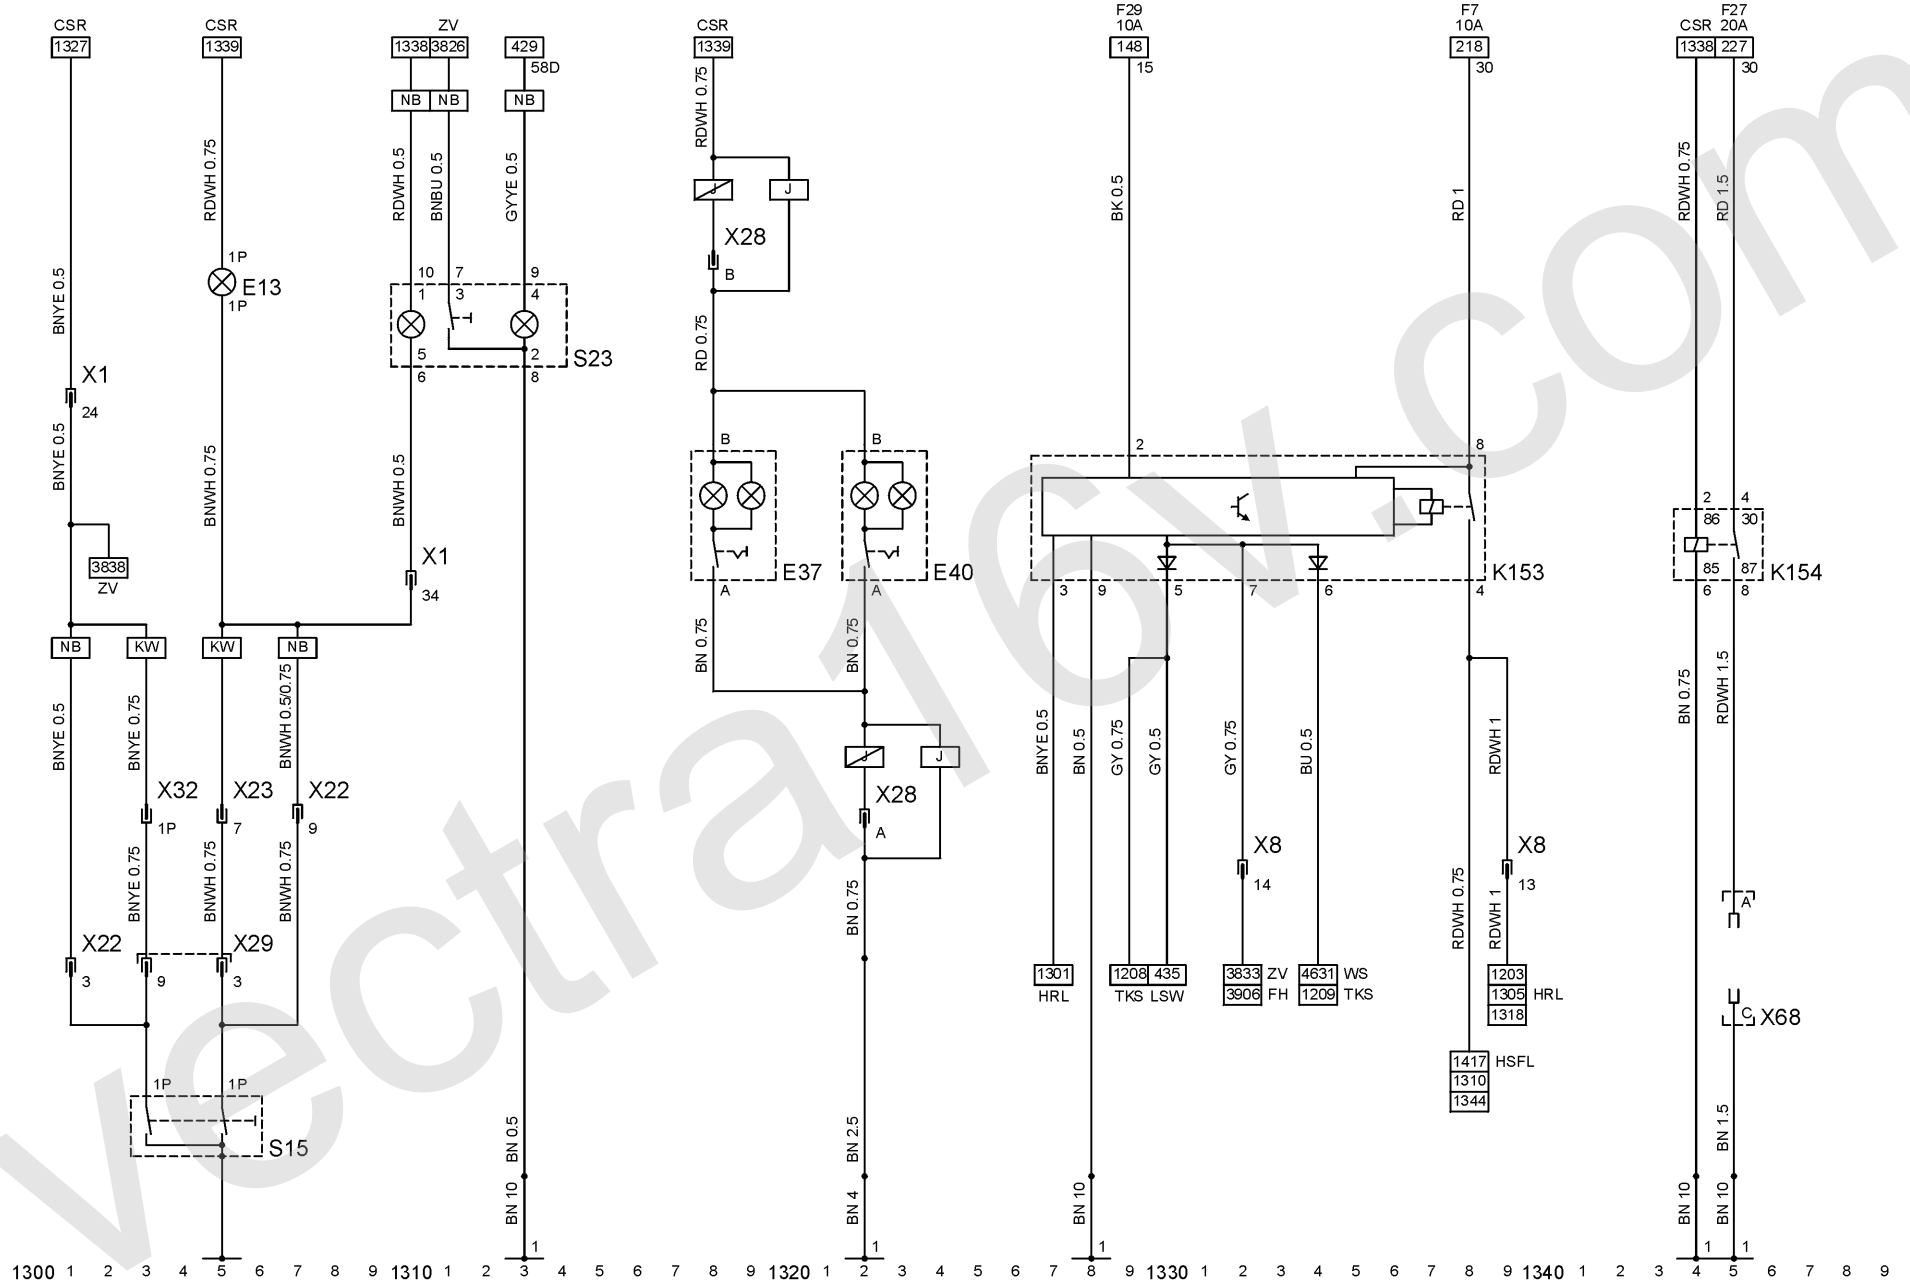 CSR
1327
CSR
1339
ZV
1338 3826
429
58D
CSR
1339
F29
10A
148
15
F7
10A
218
30
F27
CSR 20A
1338 227
30
NB NB
NB
RDWH 0.75
RDWH 0.5
BNBU 0.5
GYYE 0.5
RDWH 0.75
BK 0.5
RD 1
RDWH 0.75
RD 1.5
J
J
X28
B
BNYE 0.5
1P
E13
1P
10 7 9
1 3 4
5 2
6 8
S23
RD 0.75
X1
24
BNYE 0.5
BNWH 0.75
BNWH 0.5
B
B
E37
E40
A
A
2
8
K153
3 9 5 7 6 4
2 4
86 30
85 87
6 8
K154
3838
ZV
X1
34
NB
KW
KW
NB
BN 0.75
BN 0.75
BNYE 0.5
BNYE 0.75
BNWH 0.5/0.75
BNYE 0.5
BN 0.5
GY 0.75
GY 0.5
GY 0.75
BU 0.5
RDWH 1
BN 0.75
RDWH 1.5
J
J
X32
1P
X23
7
X22
9
X28
A
X8
14
X8
13
BNYE 0.75
BNWH 0.75
BNWH 0.75
BN 0.75
RDWH 0.75
RDWH 1
A
X22
3
9
X29
3
1301
HRL
1208 435
TKS LSW
3833 ZV
3906 FH
4631 WS
1209 TKS
1203
1305 HRL
1318
C
X68
1417 HSFL
1310
1344
1P
1P
S15
BN 0.5
BN 2.5
BN 1.5
BN 10
BN 4
BN 10
BN 10
BN 10
1
1
1
1
1
1300 1 2 3 4 5 6 7 8 9 1310 1 2 3 4 5 6 7 8 9 1320 1 2 3 4 5 6 7 8 9 1330 1 2 3 4 5 6 7 8 9 1340 1 2 3 4 5 6 7 8 9
vectra16v.com